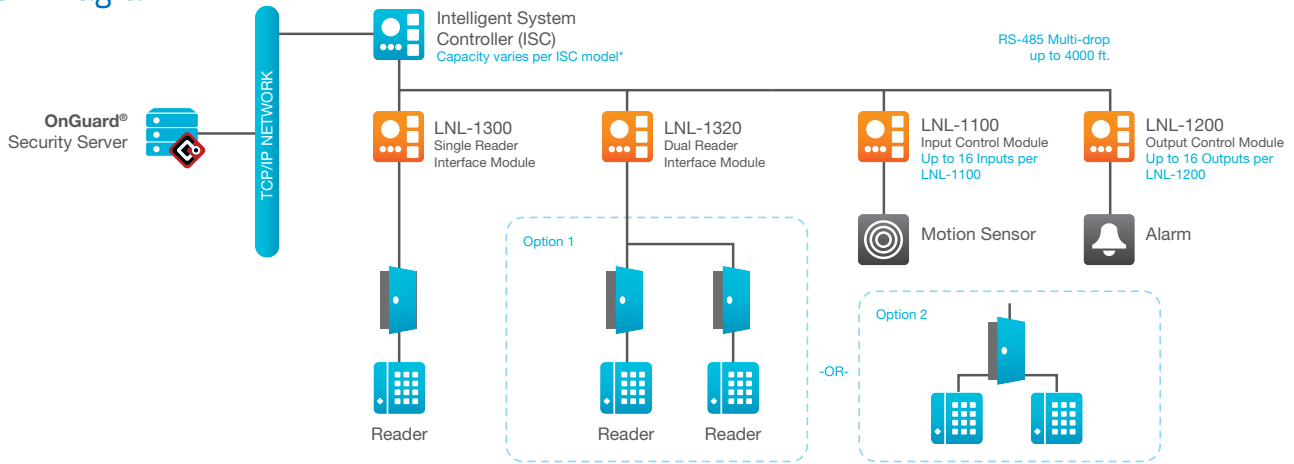 Intelligent System
Controller (ISC)
Capacity varies per ISC model*
RS-485 Multi-drop
up to 4000 ft.
OnGuard®
Security Server
TCP/IP NETWORK
LNL-1300
Single Reader
Interface Module
LNL-1320
Dual Reader
Interface Module
LNL-1100
Input Control Module
Up to 16 Inputs per
LNL-1100
LNL-1200
Output Control Module
Up to 16 Outputs per
LNL-1200
Motion Sensor
Alarm
Option 1
Option 2
-OR-
Reader
Reader
Reader